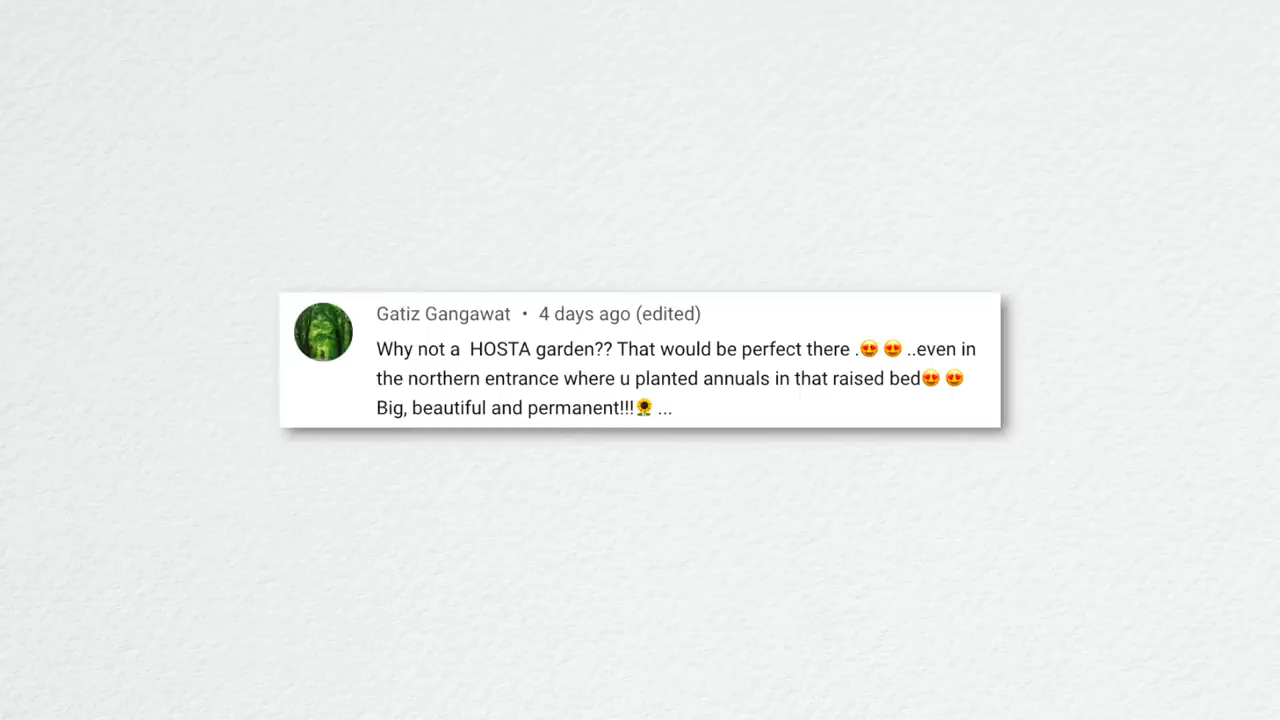 Gatiz Gangawat • 4 days ago (edited)
Why not a  HOSTA garden?? That would be perfect there .😍 😍 ..even in
the northern entrance where u planted annuals in that raised bed😍 😍
Big, beautiful and permanent!!!🌻 ...